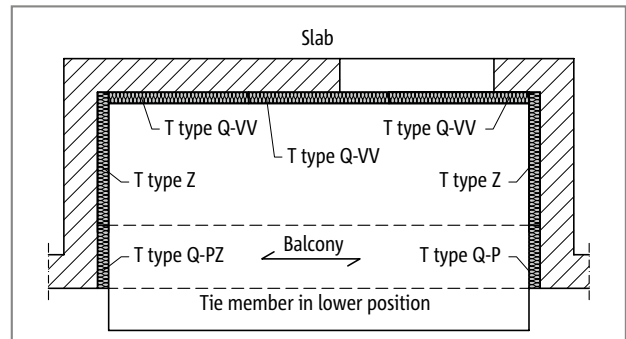 Slab
T type Q-VV
T type Q-VV
T type Q-VV
T type Z
T type Z
T type Q-PZ
Balcony
T type Q-P
Tie member in lower position